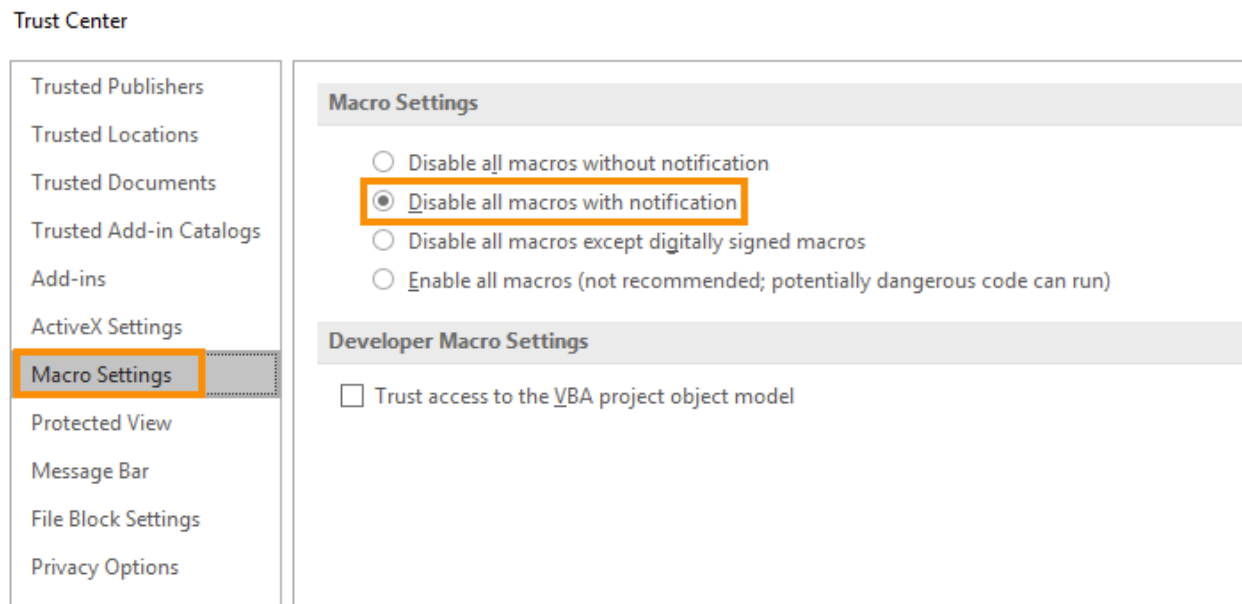 Trust Center
Trusted Publishers
Trusted Locations
Trusted Documents
Trusted Add-in Catalogs
Add-ins
ActiveX Settings
Macro Settings
Protected View
Message Bar
File Block Settings
Privacy Options
Macro Settings
Disable all macros without notification
Disable all macros with notification
Disable all macros except digitally signed macros
Enable all macros (not recommended; potentially dangerous code can run)
Developer Macro Settings
Trust access to the VBA project object model